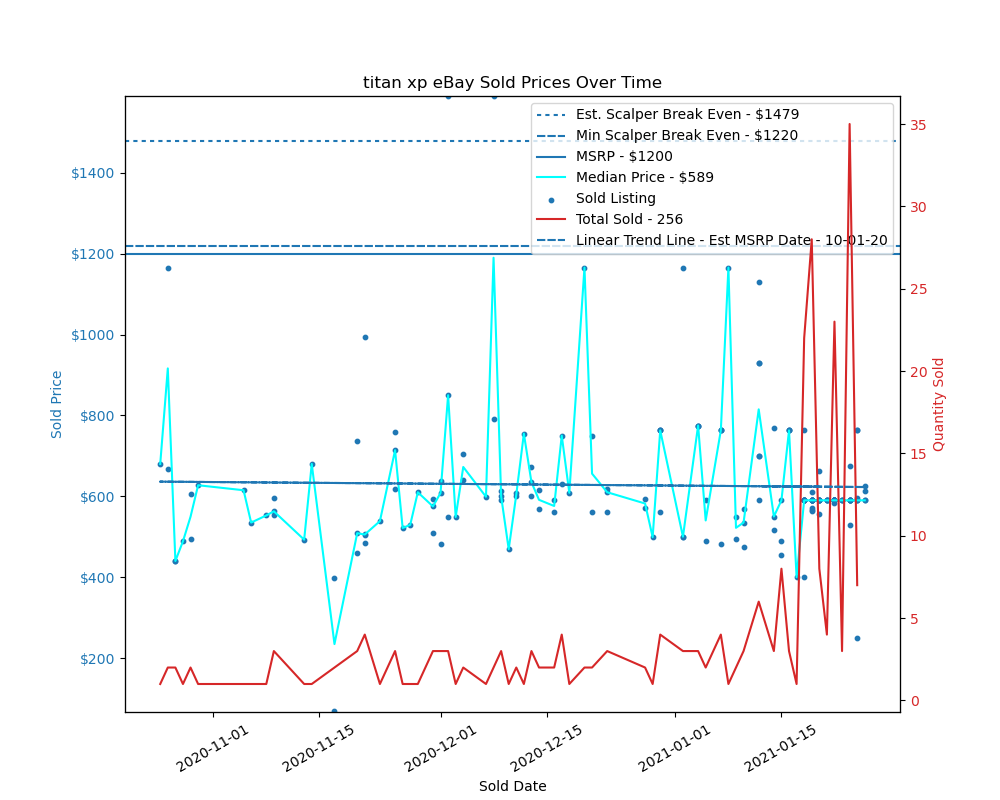 titan xp eBay Sold Prices Over Time
Est. Scalper Break Even - $1479
Min Scalper Break Even - $1220
MSRP - $1200
Median Price - $589
Sold Listing
Total Sold - 256
Linear Trend Line - Est MSRP Date - 10-01-20
Sold Price
$1400
$1200
$1000
$800
$600
$400
$200
35
30
25
20
15
10
5
0
Quantity Sold
2020-11-01
2020-11-15
2020-12-01
2020-12-15
2021-01-01
2021-01-15
Sold Date